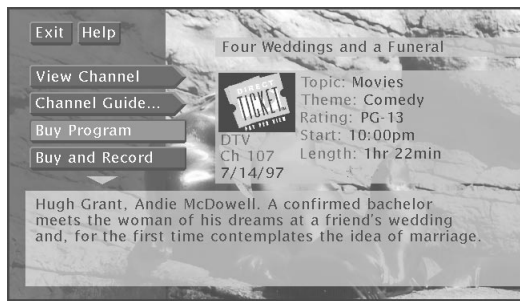 Exit Help
Four Weddings and a Funeral
View Channel
Channel Guide...
Buy Program
Buy and Record
DIRECT
TICKET
PAY PER VIEW
DTV
Ch 107
7/14/97
Topic: Movies
Theme: Comedy
Rating: PG-13
Start: 10:00pm
Length: 1hr 22min
Hugh Grant, Andie McDowell. A confirmed bachelor
meets the woman of his dreams at a friend's wedding
and, for the first time contemplates the idea of marriage.